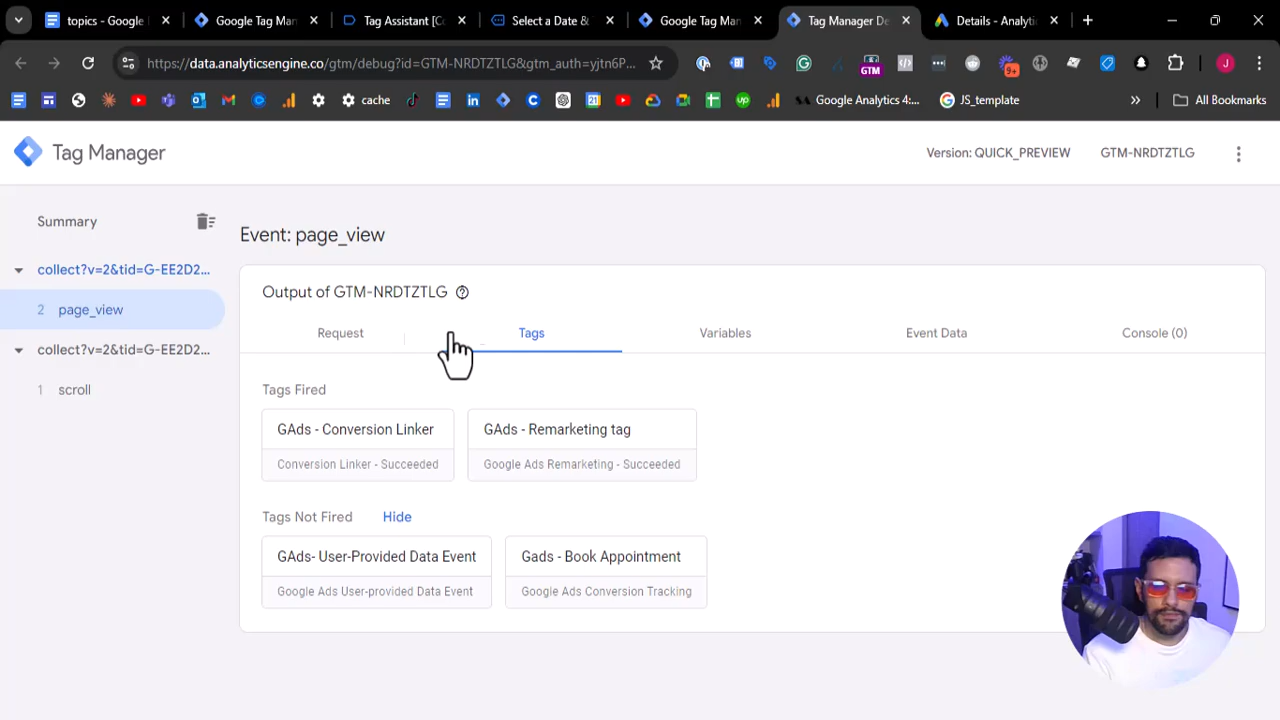 topics - Google
Google Tag Man
Tag Assistant [Co
Select a Date &
Google Tag Man
Tag Manager De
Details - Analytic
https://data.analyticsengine.co/gtm/debug?id=GTM-NRDTZTLG&gtm_auth=yjtn6P...
GTM
9+
J
cache
Google Analytics 4:...
JS_template
All Bookmarks
Tag Manager
Version: QUICK_PREVIEW
GTM-NRDTZTLG
Summary
collect?v=2&tid=G-EE2D2...
2 page_view
collect?v=2&tid=G-EE2D2...
1 scroll
Event: page_view
Output of GTM-NRDTZTLG
Request
Tags
Variables
Event Data
Console (0)
Tags Fired
GAds - Conversion Linker
Conversion Linker - Succeeded
GAds - Remarketing tag
Google Ads Remarketing - Succeeded
Tags Not Fired
Hide
GAds- User-Provided Data Event
Google Ads User-provided Data Event
Gads - Book Appointment
Google Ads Conversion Tracking